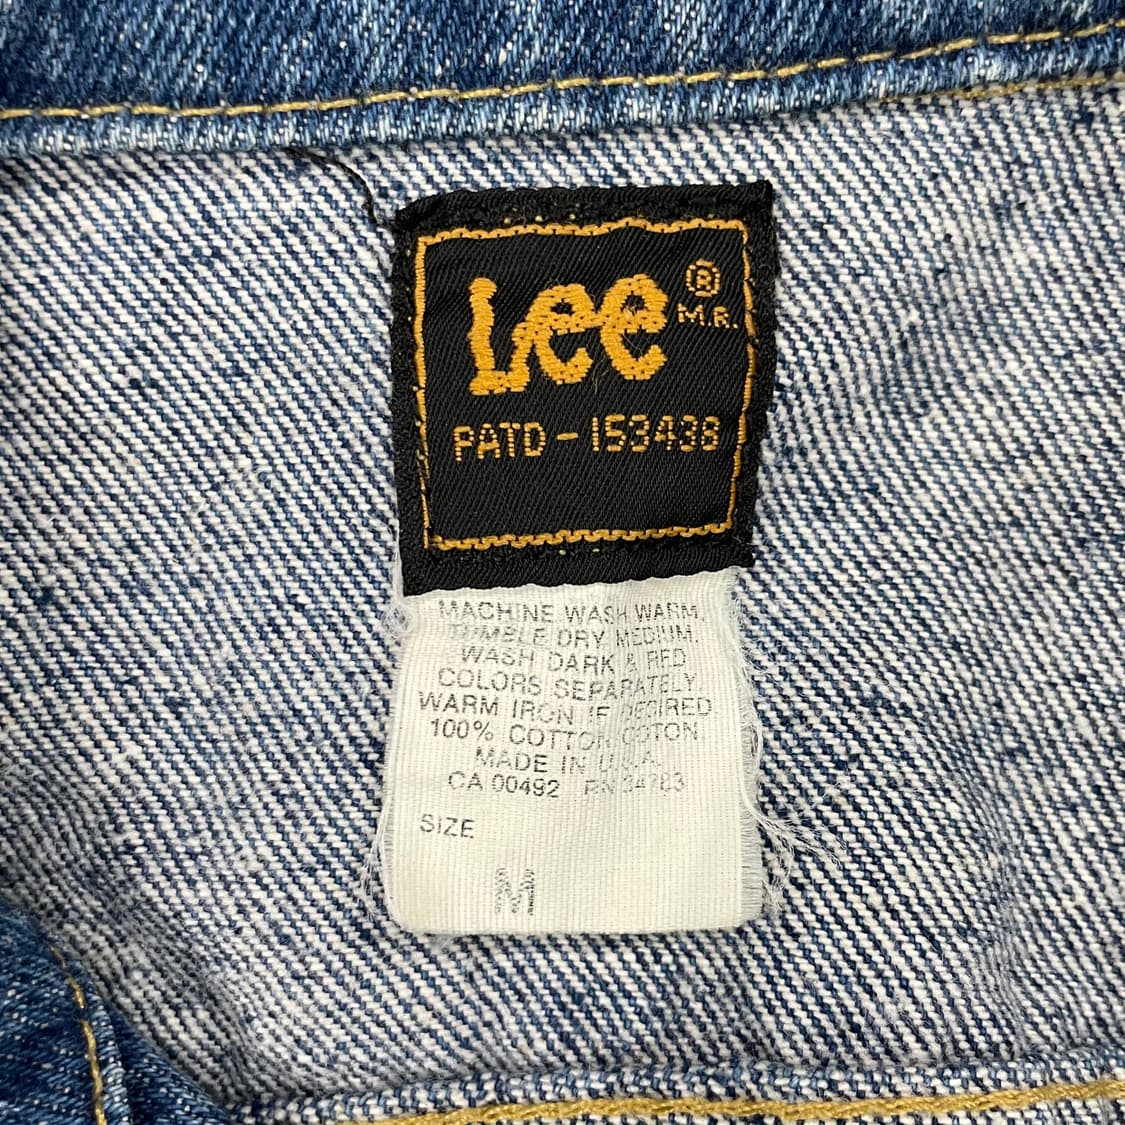 Lee ®
M.R.
PATD-153438
MACHINE WASH WARM,
TUMBLE DRY MEDIUM.
WASH DARK & RED
COLORS SEPARATELY
WARM IRON IF DESIRED
100% COTTON COTON
MADE IN U.S.A.
CA 00492 RN 34783
SIZE
M